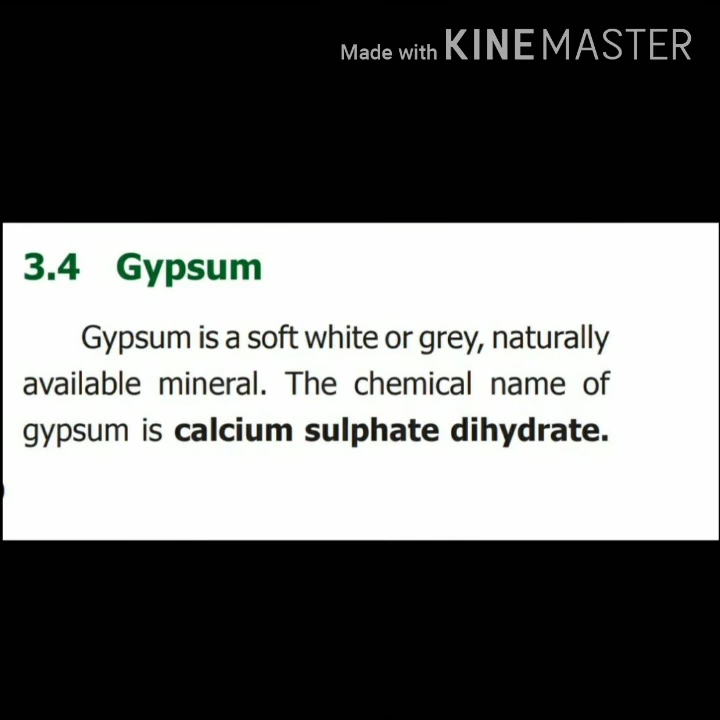 Made with KINEMASTER
3.4 Gypsum
Gypsum is a soft white or grey, naturally
available mineral. The chemical name of
gypsum is calcium sulphate dihydrate.